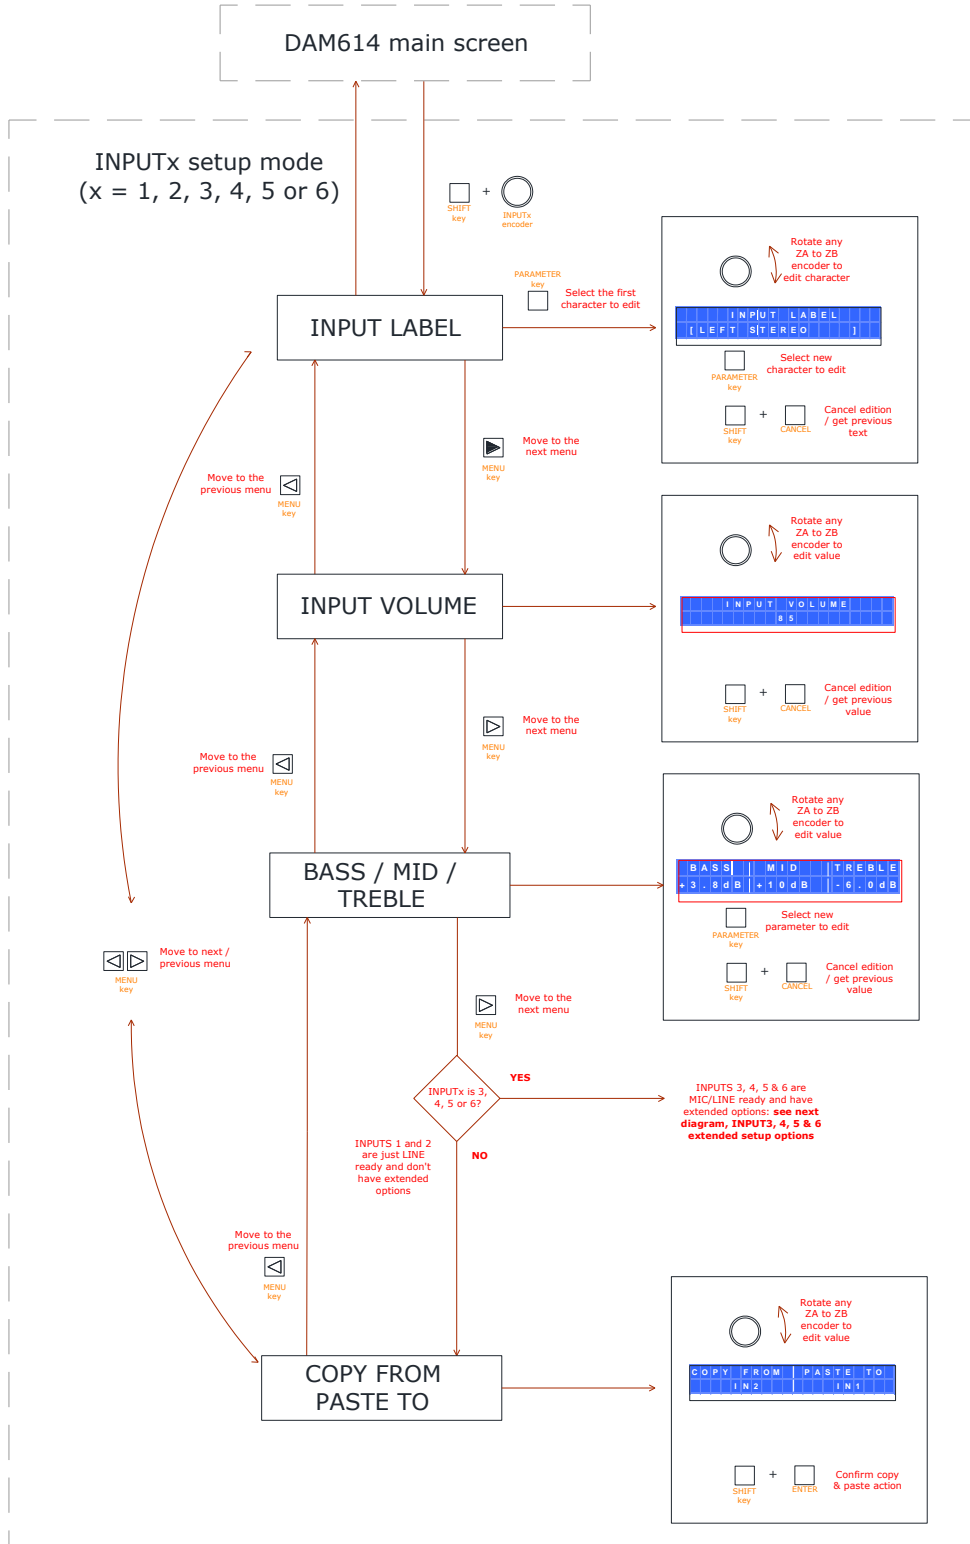 DAM614 main screen
INPUTx setup mode
(x = 1, 2, 3, 4, 5 or 6)
SHIFT
key
+
INPUTx
encoder
PARAMETER
key
Select the first
character to edit
INPUT LABEL
Rotate any
ZA to ZB
encoder to
edit character
INPUT LABEL
[LEFT STEREO ]
PARAMETER
key
Select new
character to edit
SHIFT
key
+
CANCEL
Cancel edition
/ get previous
text
Move to the
next menu
MENU
key
Move to the
previous menu
MENU
key
INPUT VOLUME
Rotate any
ZA to ZB
encoder to
edit value
INPUT VOLUME
85
SHIFT
key
+
CANCEL
Cancel edition
/ get previous
value
Move to the
next menu
MENU
key
Move to the
previous menu
MENU
key
BASS / MID /
TREBLE
Rotate any
ZA to ZB
encoder to
edit value
BASS | MID |TREBLE
+3.8dB |+10dB |-6.0dB
PARAMETER
key
Select new
parameter to edit
SHIFT
key
+
CANCEL
Cancel edition
/ get previous
value
Move to next /
previous menu
MENU
key
Move to the
next menu
MENU
key
INPUTx is 3,
4, 5 or 6?
YES
INPUTS 3, 4, 5 & 6 are
MIC/LINE ready and have
extended options: see next
diagram, INPUT3, 4, 5 & 6
extended setup options
INPUTS 1 and 2
are just LINE
ready and don't
have extended
options
NO
Move to the
previous menu
MENU
key
COPY FROM
PASTE TO
Rotate any
ZA to ZB
encoder to
edit value
COPY FROM | PASTE TO
IN2 | IN1
SHIFT
key
+
ENTER
Confirm copy
& paste action